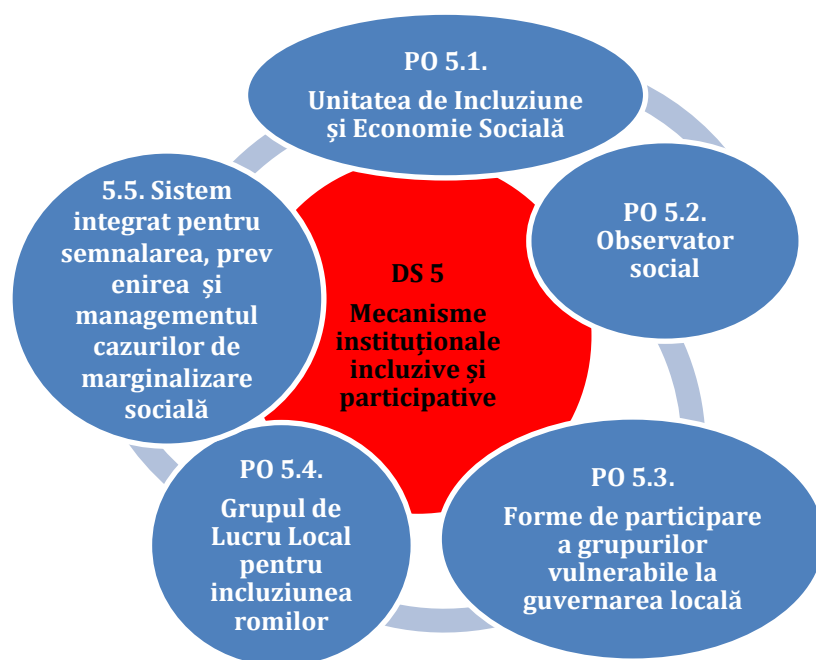 PO 5.1.
Unitatea de Incluziune
și Economie Socială
PO 5.2.
Observator
social
PO 5.3.
Forme de participare
a grupurilor
vulnerabile la
guvernarea locală
PO 5.4.
Grupul de
Lucru Local
pentru
incluziunea
romilor
5.5. Sistem
integrat pentru
semnalarea, prev
enirea și
managementul
cazurilor de
marginalizare
socială
DS 5
Mecanisme
instituționale
incluzive și
participative